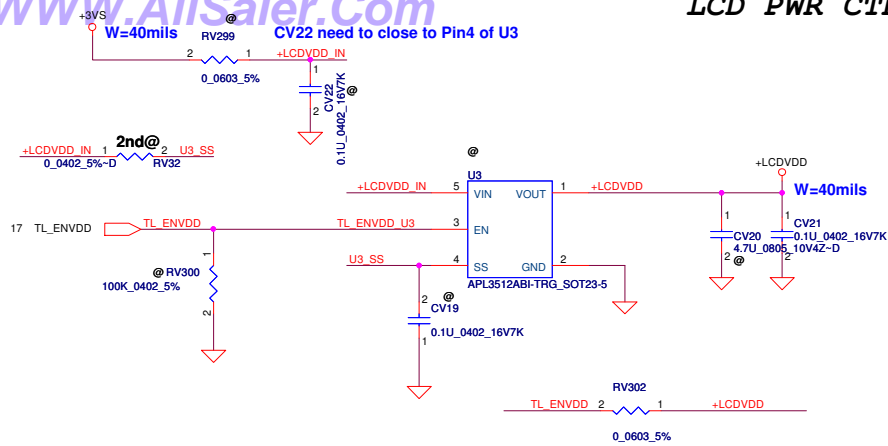 www.AliSaler.Com
LCD PWR CT
+3VS
@
W=40mils
RV299
CV22 need to close to Pin4 of U3
2
1
+LCDVDD_IN
0_0603_5%
1
CV22
@
2
0.1U_0402_16V7K
2nd@
+LCDVDD_IN
1
2
U3_SS
0_0402_5%~D
RV32
@
U3
+LCDVDD_IN
5
VIN
VOUT
1
+LCDVDD
+LCDVDD
W=40mils
17
TL_ENVDD
TL_ENVDD
TL_ENVDD_U3
3
EN
1
CV20
4.7U_0805_10V4Z~D
2
@
1
CV21
0.1U_0402_16V7K
2
U3_SS
4
SS
GND
2
APL3512ABI-TRG_SOT23-5
1
@
RV300
100K_0402_5%
2
2
@
CV19
0.1U_0402_16V7K
1
RV302
TL_ENVDD
2
1
+LCDVDD
0_0603_5%